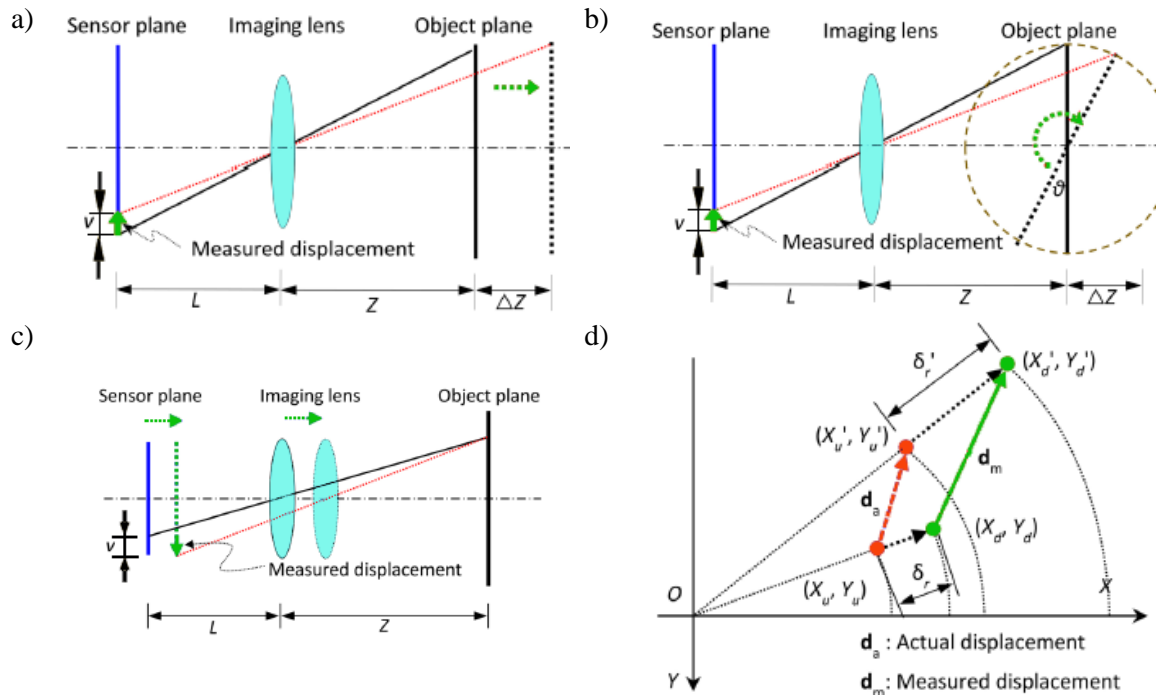 a)
Sensor plane Imaging lens Object plane
v
Measured displacement
L Z △Z
b)
Sensor plane Imaging lens Object plane
ϑ
v
Measured displacement
L Z △Z
c)
Sensor plane Imaging lens Object plane
v
Measured displacement
L Z
d)
δr' (Xd', Yd')
(Xu', Yu')
dm
da
(Xd, Yd)
(Xu, Yu) δr
O X
da : Actual displacement
Y dm : Measured displacement